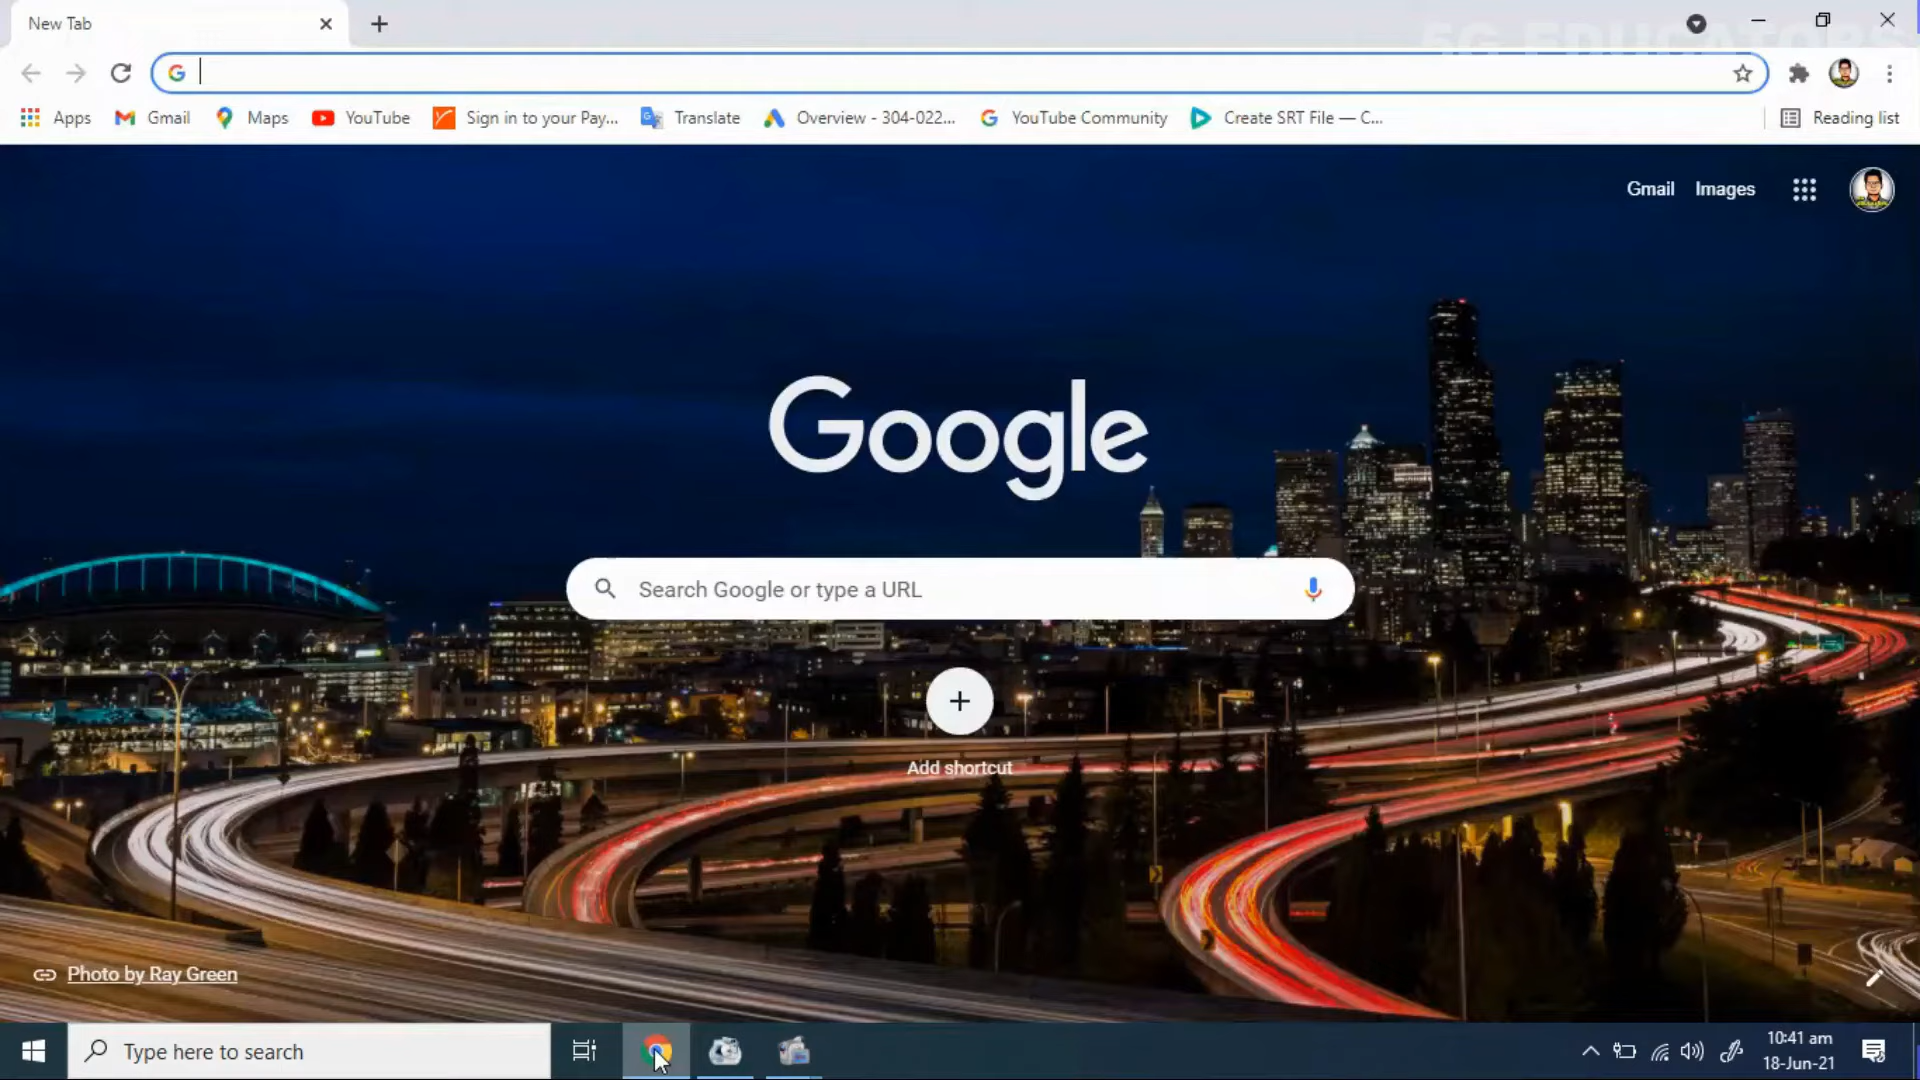 New Tab
5G EDUCATORS
Apps
Gmail
Maps
YouTube
Sign in to your Pay...
Translate
Overview - 304-022...
YouTube Community
Create SRT File — C...
Reading list
Gmail
Images
Google
Search Google or type a URL
Add shortcut
Photo by Ray Green
Type here to search
10:41 am
18-Jun-21